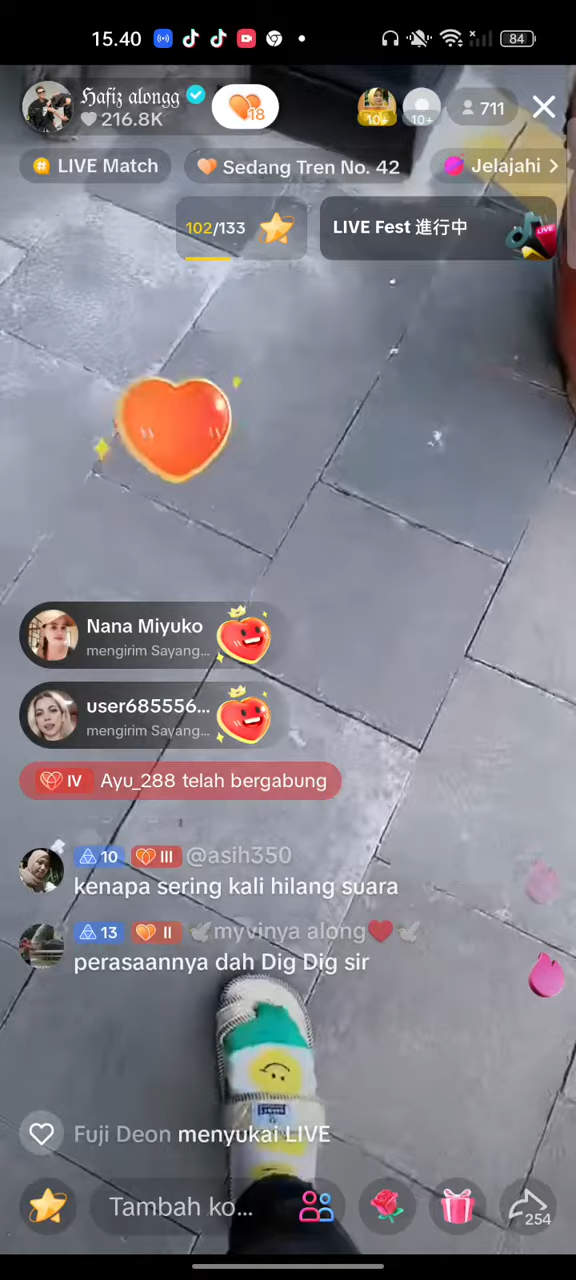 15.40
84
Hafiz alongg
216.8K
18
10+
10+
711
LIVE Match
Sedang Tren No. 42
Jelajahi >
102/133
LIVE Fest 進行中
LIVE
Nana Miyuko
mengirim Sayang...
user685556...
mengirim Sayang...
IV Ayu_288 telah bergabung
10 III @asih350
kenapa sering kali hilang suara
13 II 🕊️myvinya along❤️🕊️
perasaannya dah Dig Dig sir
Fuji Deon menyukai LIVE
Tambah ko...
254